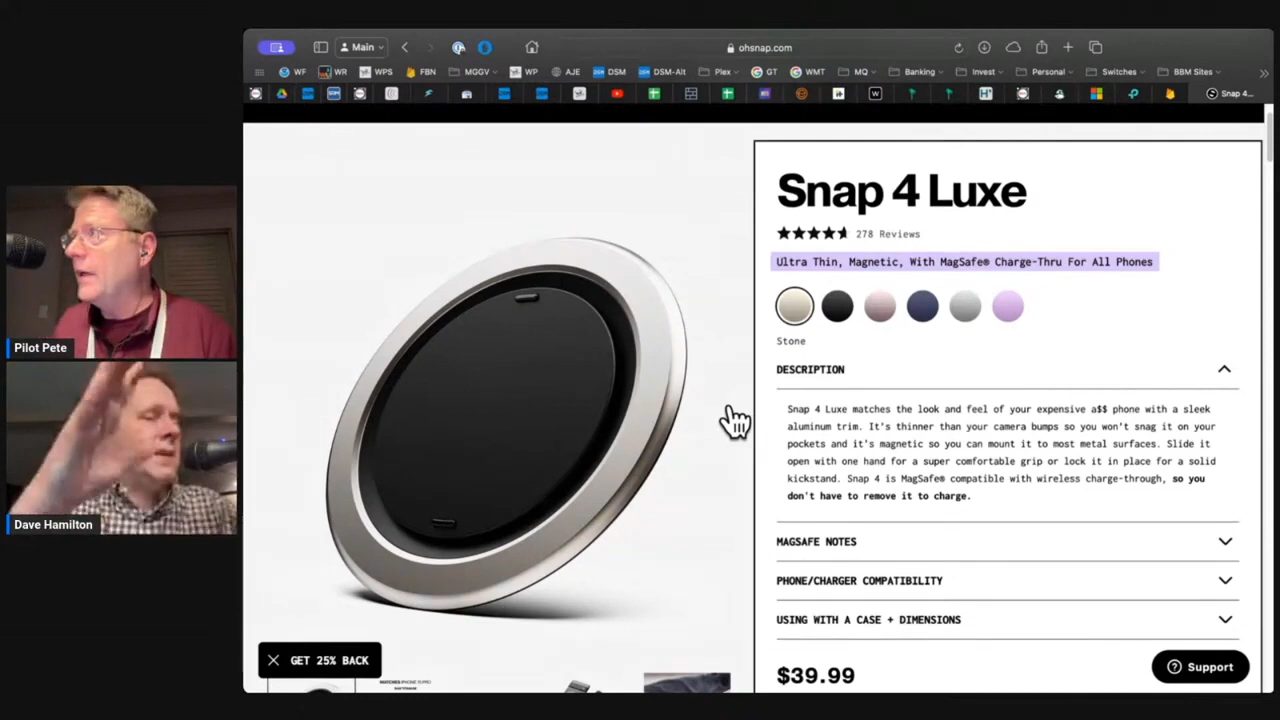 Main
ohsnap.com
WF
WR
WPS
FBN
MGGV
WP
AJE
DSM
DSM-Alt
Plex
GT
WMT
MQ
Banking
Invest
Personal
Switches
BBM Sites
Snap 4...
Snap 4 Luxe
278 Reviews
Ultra Thin, Magnetic, With MagSafe® Charge-Thru For All Phones
Stone
DESCRIPTION
Snap 4 Luxe matches the look and feel of your expensive a$$ phone with a sleek
aluminum trim. It's thinner than your camera bumps so you won't snag it on your
pockets and it's magnetic so you can mount it to most metal surfaces. Slide it
open with one hand for a super comfortable grip or lock it in place for a solid
kickstand. Snap 4 is MagSafe® compatible with wireless charge-through, so you
don't have to remove it to charge.
MAGSAFE NOTES
PHONE/CHARGER COMPATIBILITY
USING WITH A CASE + DIMENSIONS
$39.99
Support
GET 25% BACK
Pilot Pete
Dave Hamilton